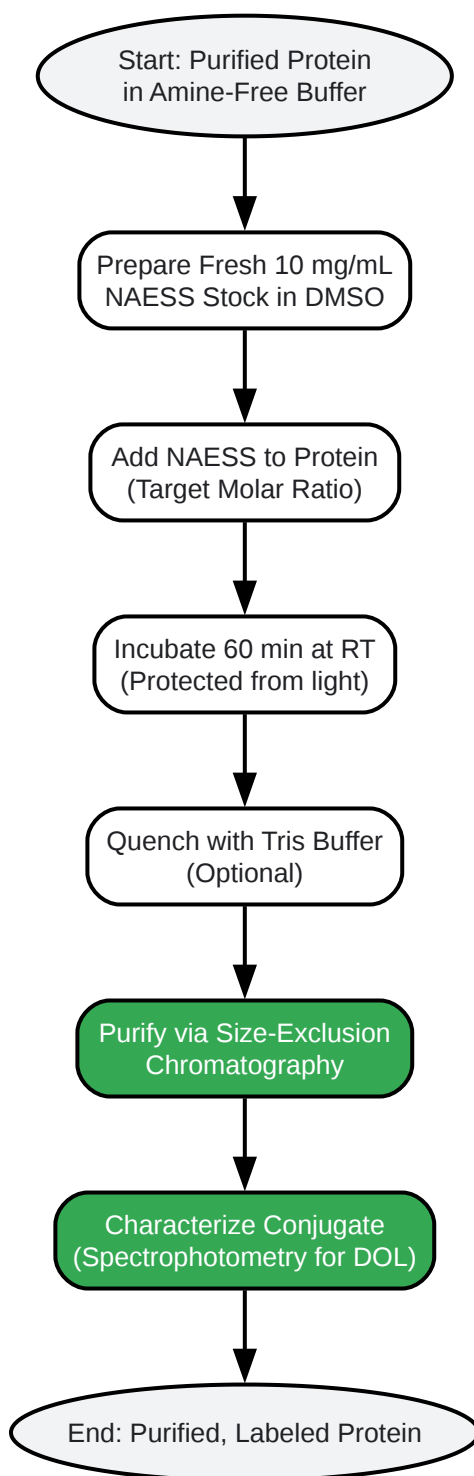 Start: Purified Protein
in Amine-Free Buffer
Prepare Fresh 10 mg/mL
NAESS Stock in DMSO
Add NAESS to Protein
(Target Molar Ratio)
Incubate 60 min at RT
(Protected from light)
Quench with Tris Buffer
(Optional)
Purify via Size-Exclusion
Chromatography
Characterize Conjugate
(Spectrophotometry for DOL)
End: Purified, Labeled Protein